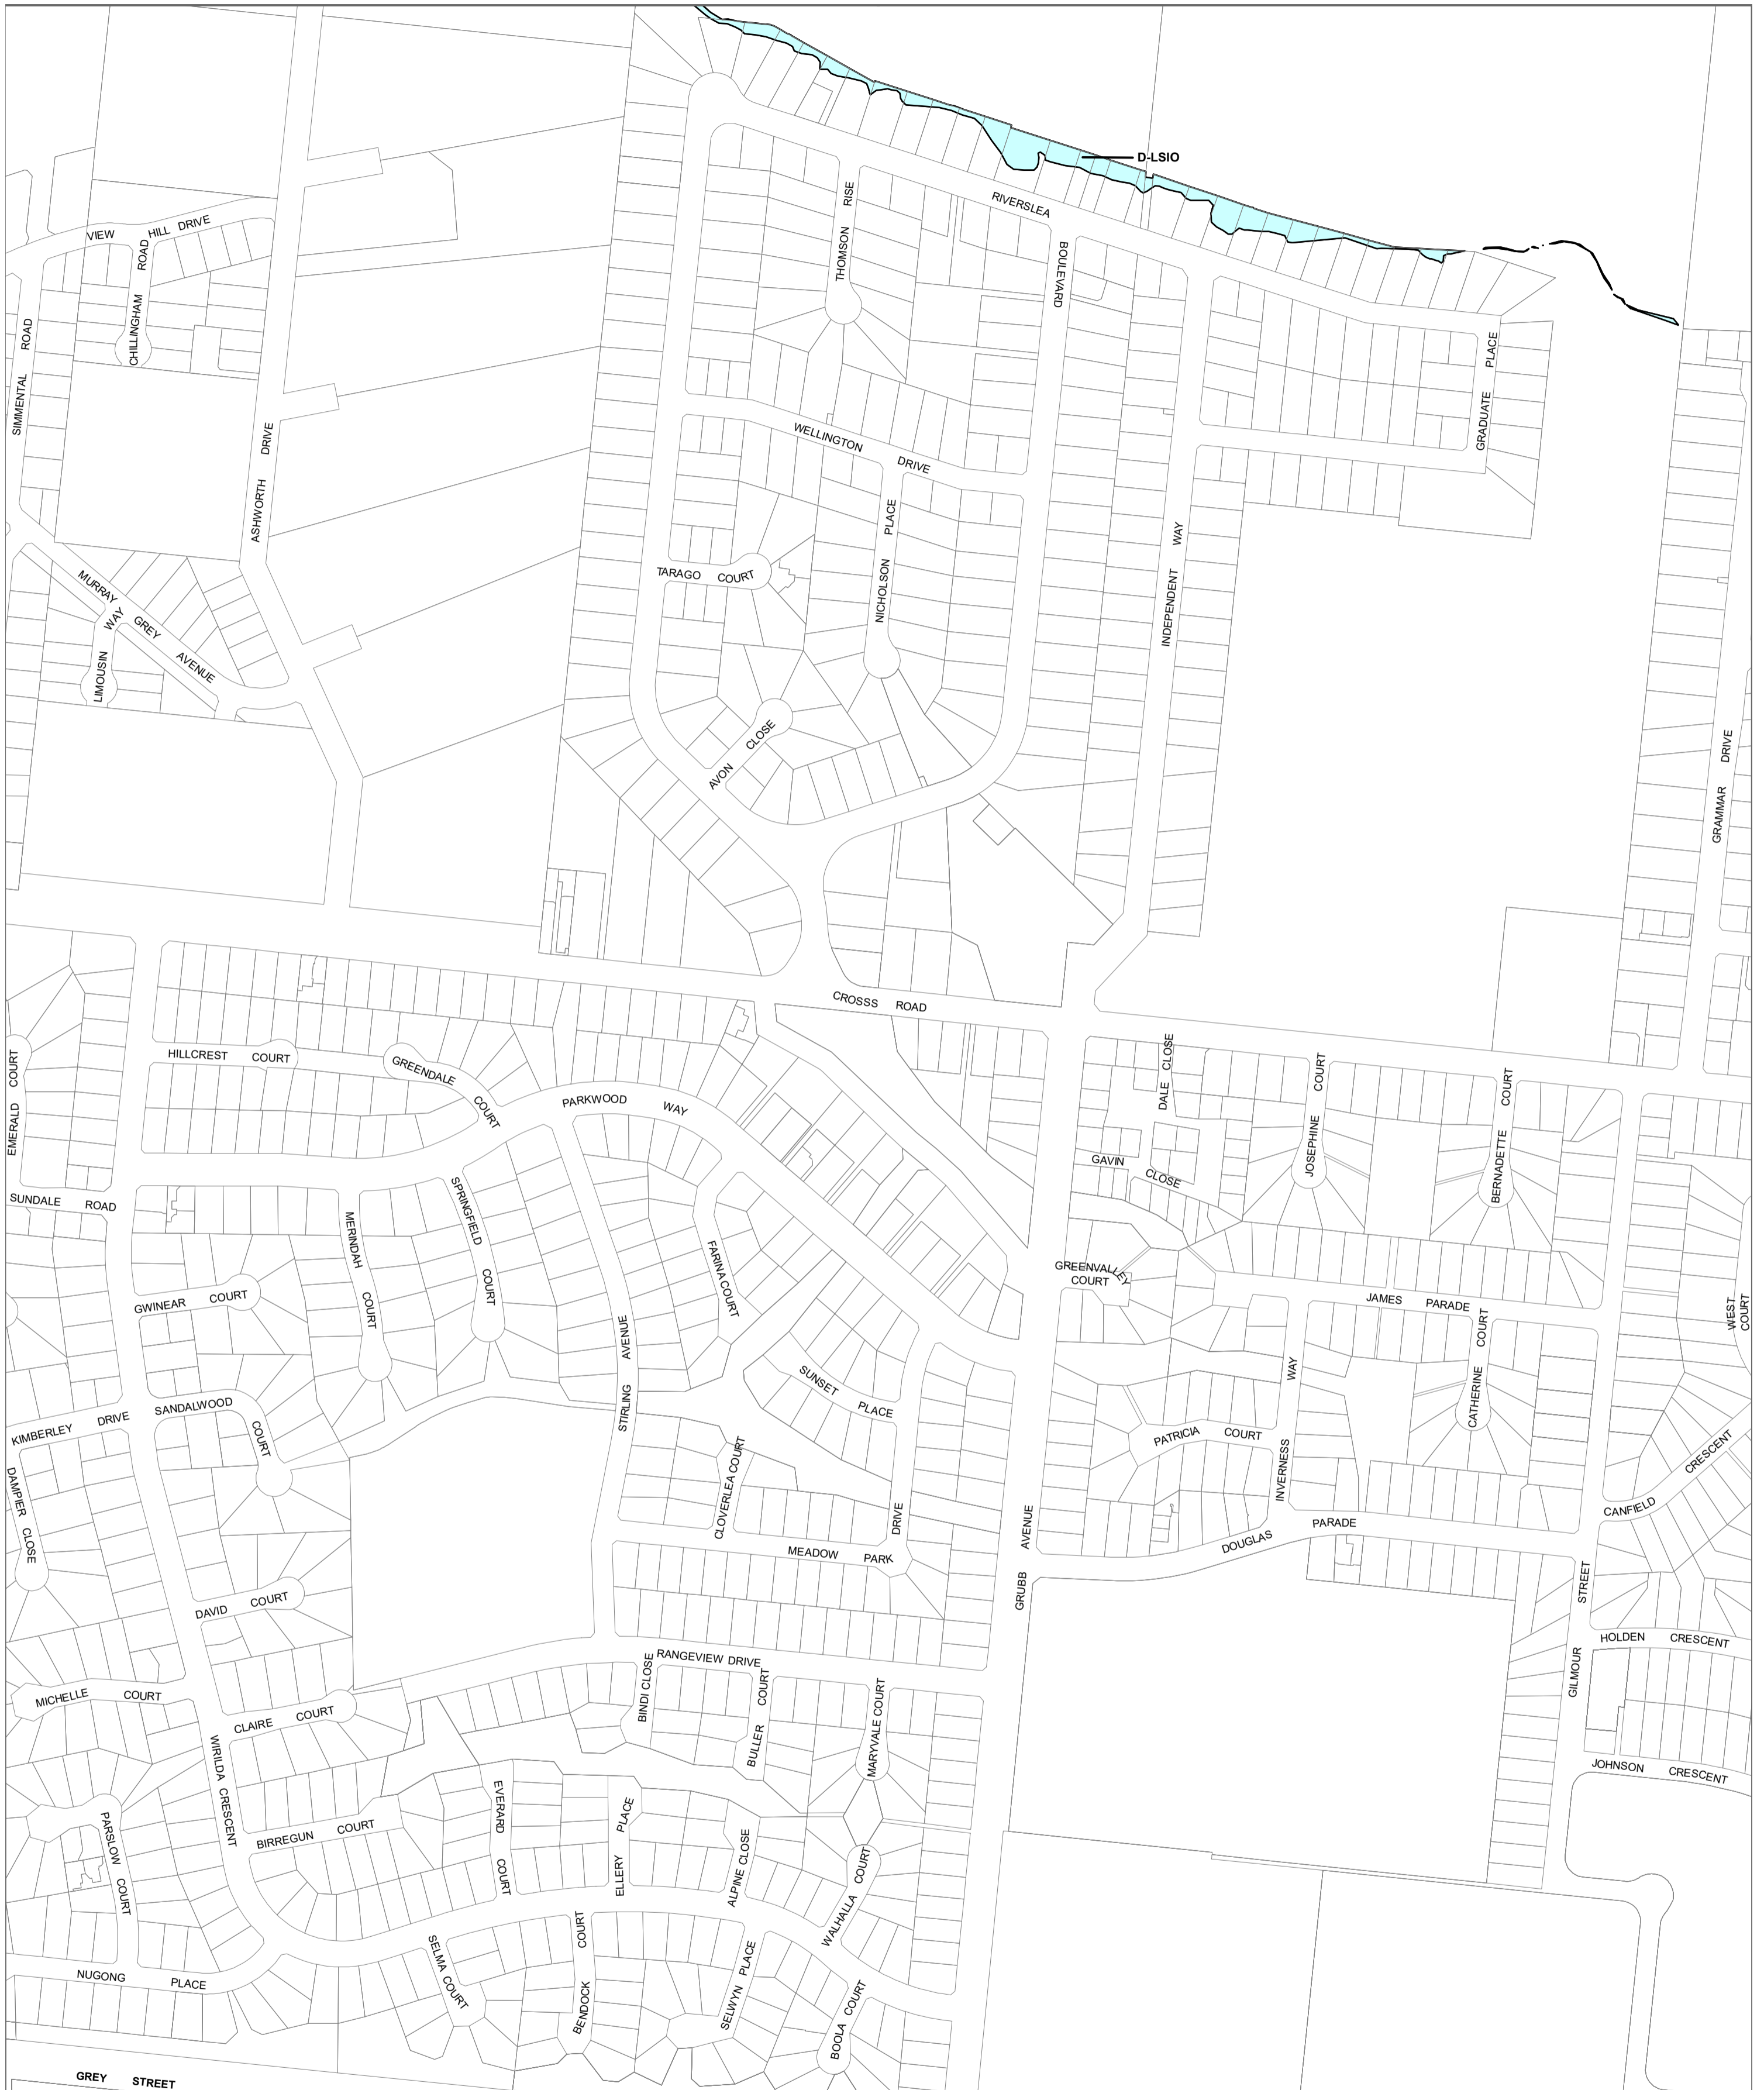 D-LSIO
RIVERSLEA
BOULEVARD
THOMSON RISE
VIEW HILL DRIVE
CHILLINGHAM ROAD
SIMMENTAL ROAD
ASHWORTH DRIVE
GRADUATE PLACE
WELLINGTON DRIVE
NICHOLSON PLACE
INDEPENDENT WAY
TARAGO COURT
MURRAY GREY AVENUE
LIMOUSIN WAY
AVON CLOSE
GRAMMAR DRIVE
CROSSS ROAD
HILLCREST COURT
GREENDALE COURT
EMERALD COURT
PARKWOOD WAY
DALE CLOSE
JOSEPHINE COURT
BERNADETTE COURT
GAVIN CLOSE
SUNDALE ROAD
MERINDAH COURT
SPRINGFIELD COURT
FARINA COURT
GREENVALLEY
COURT
GWINEAR COURT
JAMES PARADE
WEST
COURT
STIRLING AVENUE
SUNSET PLACE
CATHERINE COURT
SANDALWOOD COURT
KIMBERLEY DRIVE
DAMPIER CLOSE
PATRICIA COURT
INVERNESS WAY
CANFIELD CRESCENT
CLOVERLEA COURT
MEADOW PARK DRIVE
GRUBB AVENUE
DOUGLAS PARADE
DAVID COURT
GILMOUR STREET
HOLDEN CRESCENT
RANGEVIEW DRIVE
BINDI CLOSE
BULLER COURT
MARYVALE COURT
MICHELLE COURT
CLAIRE COURT
WIRILDA CRESCENT
JOHNSON CRESCENT
PARSLOW COURT
BIRREGUN COURT
EVERARD COURT
ELLERY PLACE
ALPINE CLOSE
WALHALLA COURT
NUGONG PLACE
SELMA COURT
BENDOCK COURT
SELWYN PLACE
BOOLA COURT
GREY STREET